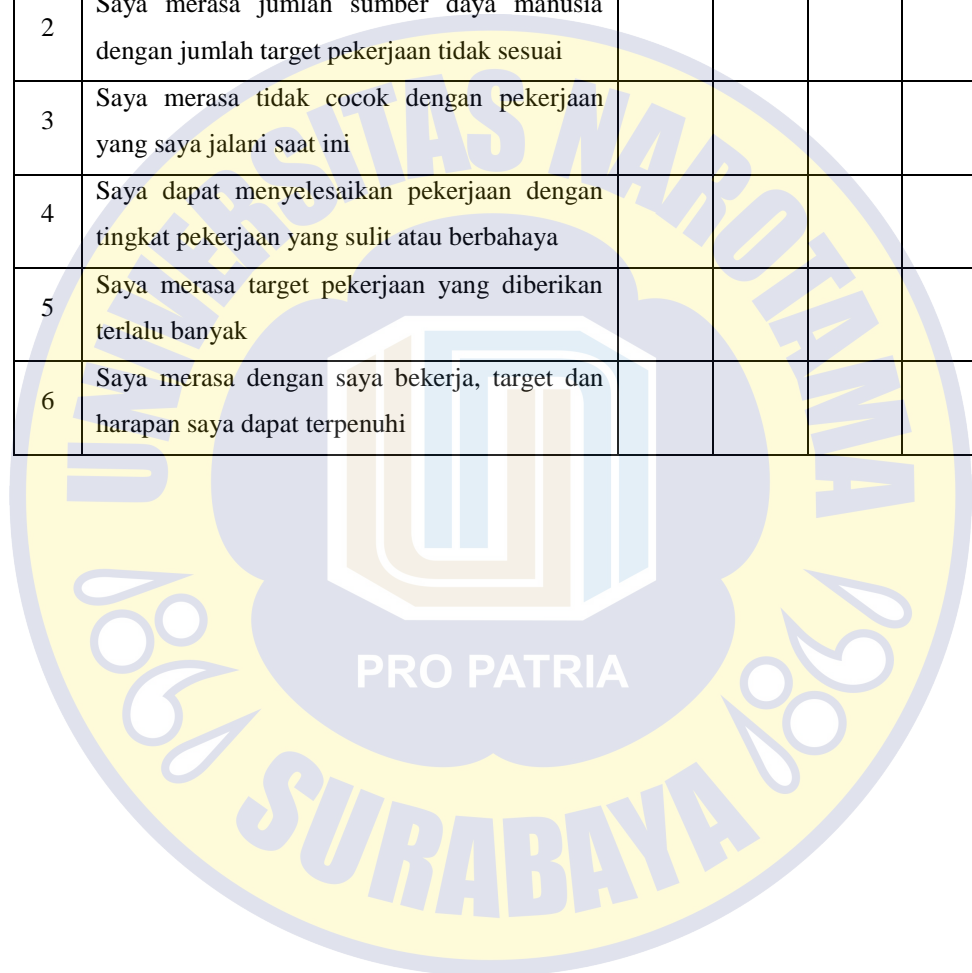 Saya merasa jumlah sumber daya manusia
2
dengan jumlah target pekerjaan tidak sesuai
Saya merasa tidak cocok dengan pekerjaan
3
yang saya jalani saat ini
Saya dapat menyelesaikan pekerjaan dengan
4
tingkat pekerjaan yang sulit atau berbahaya
Saya merasa target pekerjaan yang diberikan
5
terlalu banyak
Saya merasa dengan saya bekerja, target dan
6
harapan saya dapat terpenuhi
UNIVERSITAS NAROTAMA
PRO PATRIA
SURABAYA